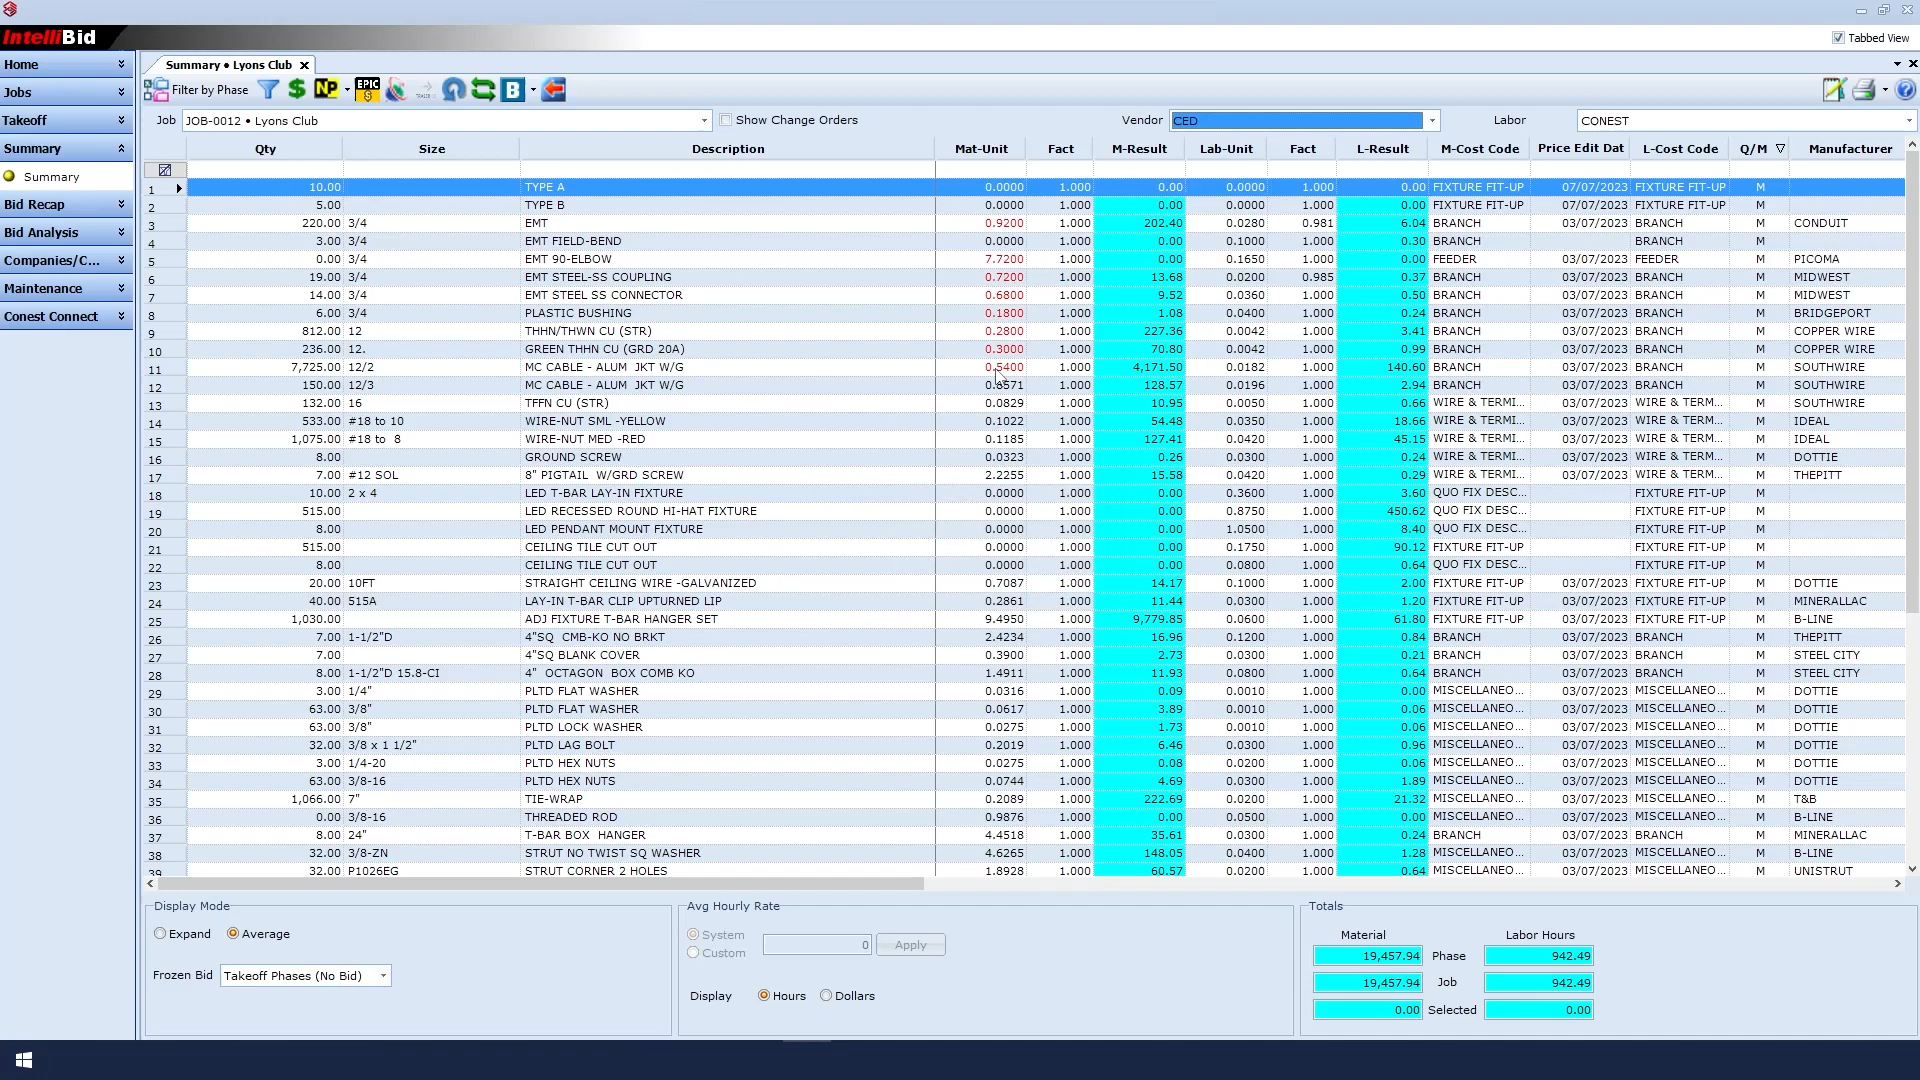 IntelliBid
Tabbed View
Home
Jobs
Takeoff
Summary
Summary
Bid Recap
Bid Analysis
Companies/C...
Maintenance
Conest Connect
Summary • Lyons Club
Filter by Phase $ NP EPIC $ B
Job JOB-0012 • Lyons Club Show Change Orders Vendor CED Labor CONEST
Qty Size Description Mat-Unit Fact M-Result Lab-Unit Fact L-Result M-Cost Code Price Edit Dat L-Cost Code Q/M Manufacturer
1 10.00 TYPE A 0.0000 1.000 0.00 0.0000 1.000 0.00 FIXTURE FIT-UP 07/07/2023 FIXTURE FIT-UP M
2 5.00 TYPE B 0.0000 1.000 0.00 0.0000 1.000 0.00 FIXTURE FIT-UP 07/07/2023 FIXTURE FIT-UP M
3 220.00 3/4 EMT 0.9200 1.000 202.40 0.0280 0.981 6.04 BRANCH 03/07/2023 BRANCH M CONDUIT
4 3.00 3/4 EMT FIELD-BEND 0.0000 1.000 0.00 0.1000 1.000 0.30 BRANCH BRANCH M
5 0.00 3/4 EMT 90-ELBOW 7.7200 1.000 0.00 0.1650 1.000 0.00 FEEDER 03/07/2023 FEEDER M PICOMA
6 19.00 3/4 EMT STEEL-SS COUPLING 0.7200 1.000 13.68 0.0200 0.985 0.37 BRANCH 03/07/2023 BRANCH M MIDWEST
7 14.00 3/4 EMT STEEL SS CONNECTOR 0.6800 1.000 9.52 0.0360 1.000 0.50 BRANCH 03/07/2023 BRANCH M MIDWEST
8 6.00 3/4 PLASTIC BUSHING 0.1800 1.000 1.08 0.0400 1.000 0.24 BRANCH 03/07/2023 BRANCH M BRIDGEPORT
9 812.00 12 THHN/THWN CU (STR) 0.2800 1.000 227.36 0.0042 1.000 3.41 BRANCH 03/07/2023 BRANCH M COPPER WIRE
10 236.00 12. GREEN THHN CU (GRD 20A) 0.3000 1.000 70.80 0.0042 1.000 0.99 BRANCH 03/07/2023 BRANCH M COPPER WIRE
11 7,725.00 12/2 MC CABLE - ALUM JKT W/G 0.5400 1.000 4,171.50 0.0182 1.000 140.60 BRANCH 03/07/2023 BRANCH M SOUTHWIRE
12 150.00 12/3 MC CABLE - ALUM JKT W/G 0.8571 1.000 128.57 0.0196 1.000 2.94 BRANCH 03/07/2023 BRANCH M SOUTHWIRE
13 132.00 16 TFFN CU (STR) 0.0829 1.000 10.95 0.0050 1.000 0.66 WIRE & TERMI... 03/07/2023 WIRE & TERM... M SOUTHWIRE
14 533.00 #18 to 10 WIRE-NUT SML -YELLOW 0.1022 1.000 54.48 0.0350 1.000 18.66 WIRE & TERMI... 03/07/2023 WIRE & TERM... M IDEAL
15 1,075.00 #18 to 8 WIRE-NUT MED -RED 0.1185 1.000 127.41 0.0420 1.000 45.15 WIRE & TERMI... 03/07/2023 WIRE & TERM... M IDEAL
16 8.00 GROUND SCREW 0.0323 1.000 0.26 0.0300 1.000 0.24 WIRE & TERMI... 03/07/2023 WIRE & TERM... M DOTTIE
17 7.00 #12 SOL 8" PIGTAIL W/GRD SCREW 2.2255 1.000 15.58 0.0420 1.000 0.29 WIRE & TERMI... 03/07/2023 WIRE & TERM... M THEPITT
18 10.00 2 x 4 LED T-BAR LAY-IN FIXTURE 0.0000 1.000 0.00 0.3600 1.000 3.60 QUO FIX DESC... FIXTURE FIT-UP M
19 515.00 LED RECESSED ROUND HI-HAT FIXTURE 0.0000 1.000 0.00 0.8750 1.000 450.62 QUO FIX DESC... FIXTURE FIT-UP M
20 8.00 LED PENDANT MOUNT FIXTURE 0.0000 1.000 0.00 1.0500 1.000 8.40 QUO FIX DESC... FIXTURE FIT-UP M
21 515.00 CEILING TILE CUT OUT 0.0000 1.000 0.00 0.1750 1.000 90.12 FIXTURE FIT-UP FIXTURE FIT-UP M
22 8.00 CEILING TILE CUT OUT 0.0000 1.000 0.00 0.0800 1.000 0.64 QUO FIX DESC... FIXTURE FIT-UP M
23 20.00 10FT STRAIGHT CEILING WIRE -GALVANIZED 0.7087 1.000 14.17 0.1000 1.000 2.00 FIXTURE FIT-UP 03/07/2023 FIXTURE FIT-UP M DOTTIE
24 40.00 515A LAY-IN T-BAR CLIP UPTURNED LIP 0.2861 1.000 11.44 0.0300 1.000 1.20 FIXTURE FIT-UP 03/07/2023 FIXTURE FIT-UP M MINERALLAC
25 1,030.00 ADJ FIXTURE T-BAR HANGER SET 9.4950 1.000 9,779.85 0.0600 1.000 61.80 FIXTURE FIT-UP 03/07/2023 FIXTURE FIT-UP M B-LINE
26 7.00 1-1/2"D 4"SQ CMB-KO NO BRKT 2.4234 1.000 16.96 0.1200 1.000 0.84 BRANCH 03/07/2023 BRANCH M THEPITT
27 7.00 4"SQ BLANK COVER 0.3900 1.000 2.73 0.0300 1.000 0.21 BRANCH 03/07/2023 BRANCH M STEEL CITY
28 8.00 1-1/2"D 15.8-CI 4" OCTAGON BOX COMB KO 1.4911 1.000 11.93 0.0800 1.000 0.64 BRANCH 03/07/2023 BRANCH M STEEL CITY
29 3.00 1/4" PLTD FLAT WASHER 0.0316 1.000 0.09 0.0010 1.000 0.00 MISCELLANEO... 03/07/2023 MISCELLANEO... M DOTTIE
30 63.00 3/8" PLTD FLAT WASHER 0.0617 1.000 3.89 0.0010 1.000 0.06 MISCELLANEO... 03/07/2023 MISCELLANEO... M DOTTIE
31 63.00 3/8" PLTD LOCK WASHER 0.0275 1.000 1.73 0.0010 1.000 0.06 MISCELLANEO... 03/07/2023 MISCELLANEO... M DOTTIE
32 32.00 3/8 x 1 1/2" PLTD LAG BOLT 0.2019 1.000 6.46 0.0300 1.000 0.96 MISCELLANEO... 03/07/2023 MISCELLANEO... M DOTTIE
33 3.00 1/4-20 PLTD HEX NUTS 0.0275 1.000 0.08 0.0200 1.000 0.06 MISCELLANEO... 03/07/2023 MISCELLANEO... M DOTTIE
34 63.00 3/8-16 PLTD HEX NUTS 0.0744 1.000 4.69 0.0300 1.000 1.89 MISCELLANEO... 03/07/2023 MISCELLANEO... M DOTTIE
35 1,066.00 7" TIE-WRAP 0.2089 1.000 222.69 0.0200 1.000 21.32 MISCELLANEO... 03/07/2023 MISCELLANEO... M T&B
36 0.00 3/8-16 THREADED ROD 0.9876 1.000 0.00 0.0500 1.000 0.00 MISCELLANEO... 03/07/2023 MISCELLANEO... M B-LINE
37 8.00 24" T-BAR BOX HANGER 4.4518 1.000 35.61 0.0300 1.000 0.24 BRANCH 03/07/2023 BRANCH M MINERALLAC
38 32.00 3/8-ZN STRUT NO TWIST SQ WASHER 4.6265 1.000 148.05 0.0400 1.000 1.28 MISCELLANEO... 03/07/2023 MISCELLANEO... M B-LINE
39 32.00 P1026EG STRUT CORNER 2 HOLES 1.8928 1.000 60.57 0.0200 1.000 0.64 MISCELLANEO... 03/07/2023 MISCELLANEO... M UNISTRUT
Display Mode
Expand Average
Frozen Bid Takeoff Phases (No Bid)
Avg Hourly Rate
System
Custom
0 Apply
Display Hours Dollars
Totals
Material Labor Hours
19,457.94 Phase 942.49
19,457.94 Job 942.49
0.00 Selected 0.00